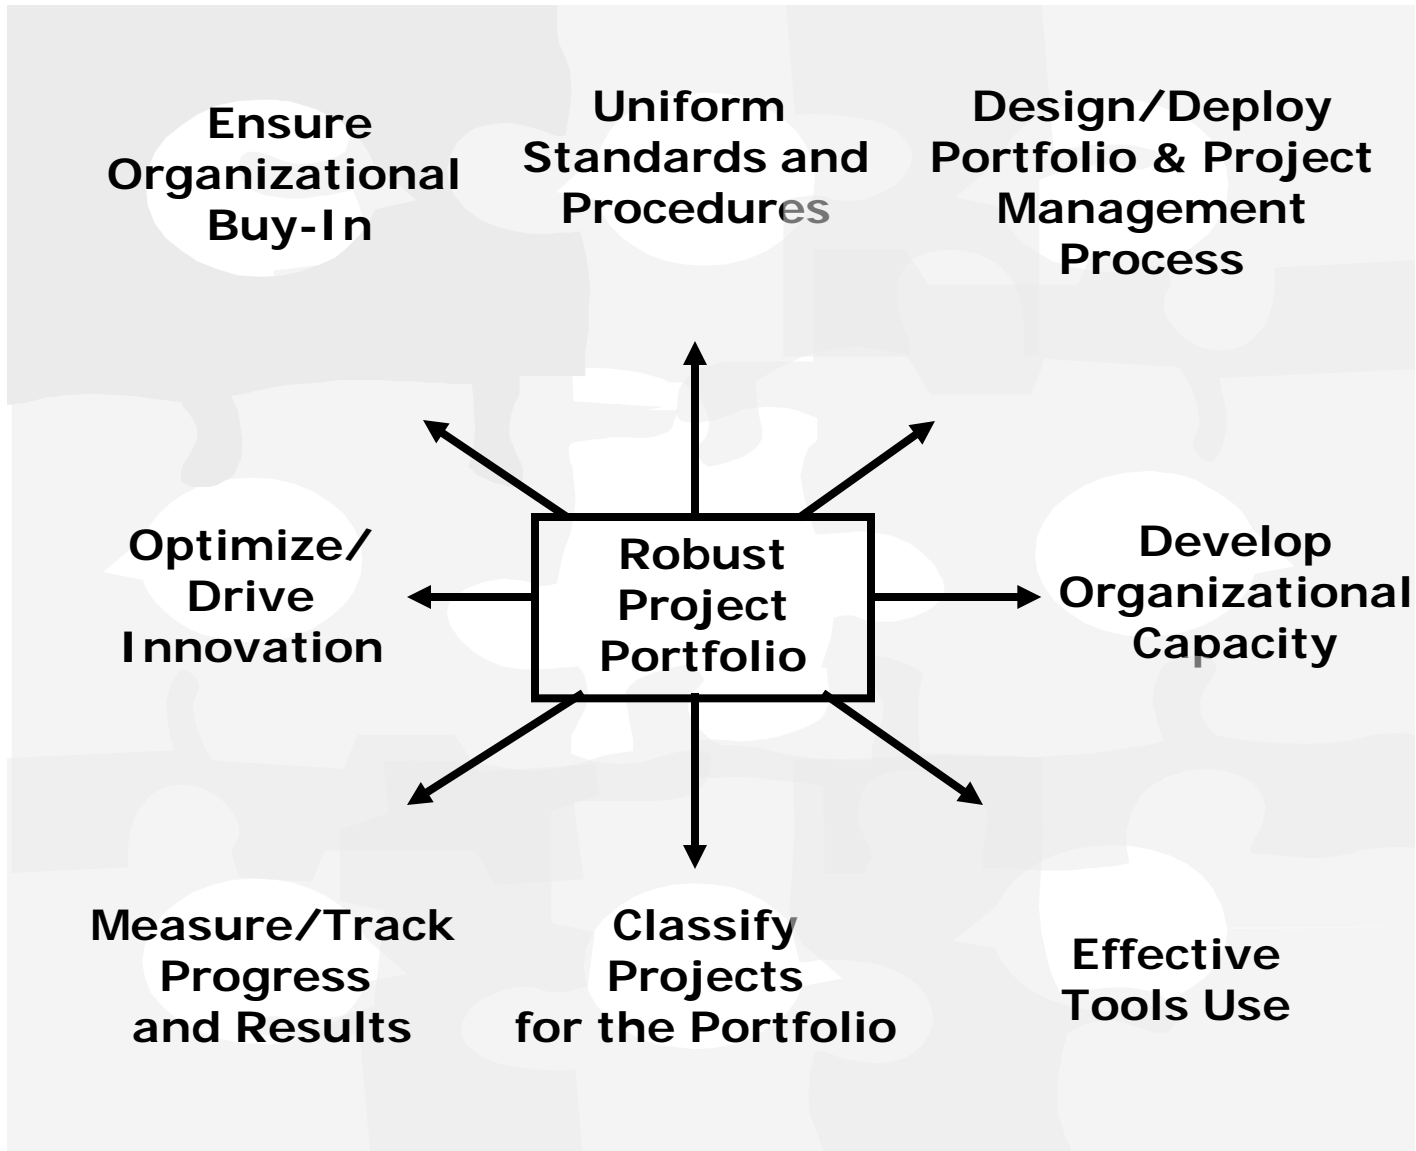 Ensure
Organizational
Buy-In
Uniform
Standards and
Procedures
Design/Deploy
Portfolio & Project
Management
Process
Optimize/
Drive
Innovation
Robust
Project
Portfolio
Develop
Organizational
Capacity
Measure/Track
Progress
and Results
Classify
Projects
for the Portfolio
Effective
Tools Use